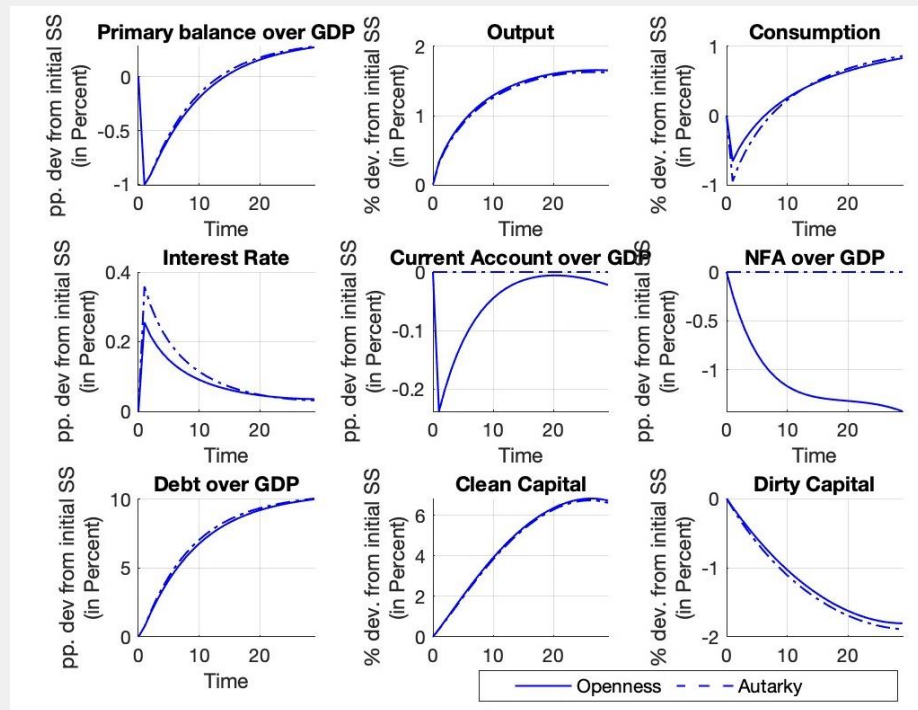 Primary balance over GDP
pp. dev from initial SS
(in Percent)
0
-0.5
-1
0 10 20
Time
Output
% dev. from initial SS
(in Percent)
2
1
0
0 10 20
Time
Consumption
% dev. from initial SS
(in Percent)
1
0
-1
0 10 20
Time
Interest Rate
pp. dev from initial SS
(in Percent)
0.4
0.2
0
0 10 20
Time
Current Account over GDP
pp. dev from initial SS
(in Percent)
0
-0.1
-0.2
0 10 20
Time
NFA over GDP
pp. dev from initial SS
(in Percent)
0
-0.5
-1
0 10 20
Time
Debt over GDP
pp. dev from initial SS
(in Percent)
10
5
0
0 10 20
Time
Clean Capital
% dev. from initial SS
(in Percent)
6
4
2
0
0 10 20
Time
Dirty Capital
% dev. from initial SS
(in Percent)
0
-1
-2
0 10 20
Time
Openness Autarky